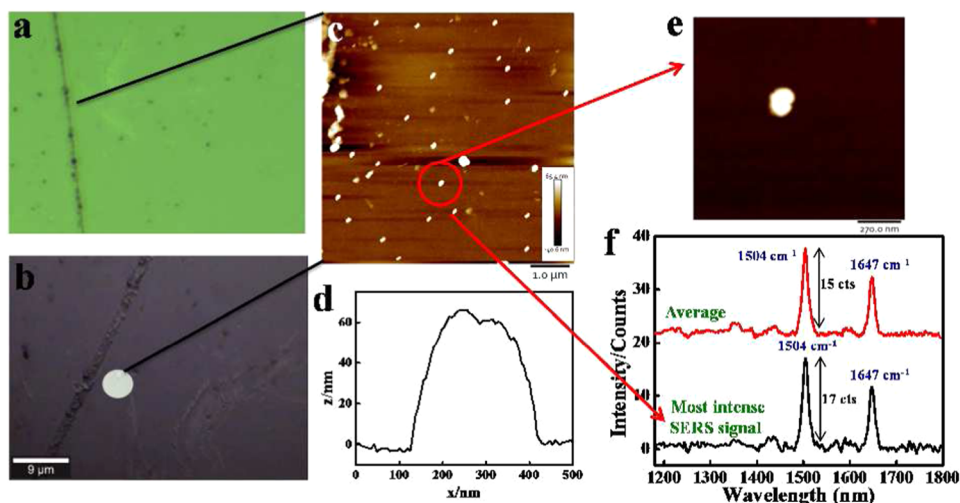 a
b
9 µm
c
1.0 µm
d
z/nm
60
40
20
0
0 100 200 300 400 500
x/nm
e
270.0 nm
f
Intensity/Counts
40
30
20
10
0
1504 cm-1
1647 cm-1
15 cts
Average
1504 cm-1
1647 cm-1
17 cts
Most intense
SERS signal
1200 1300 1400 1500 1600 1700 1800
Wavelength (nm)